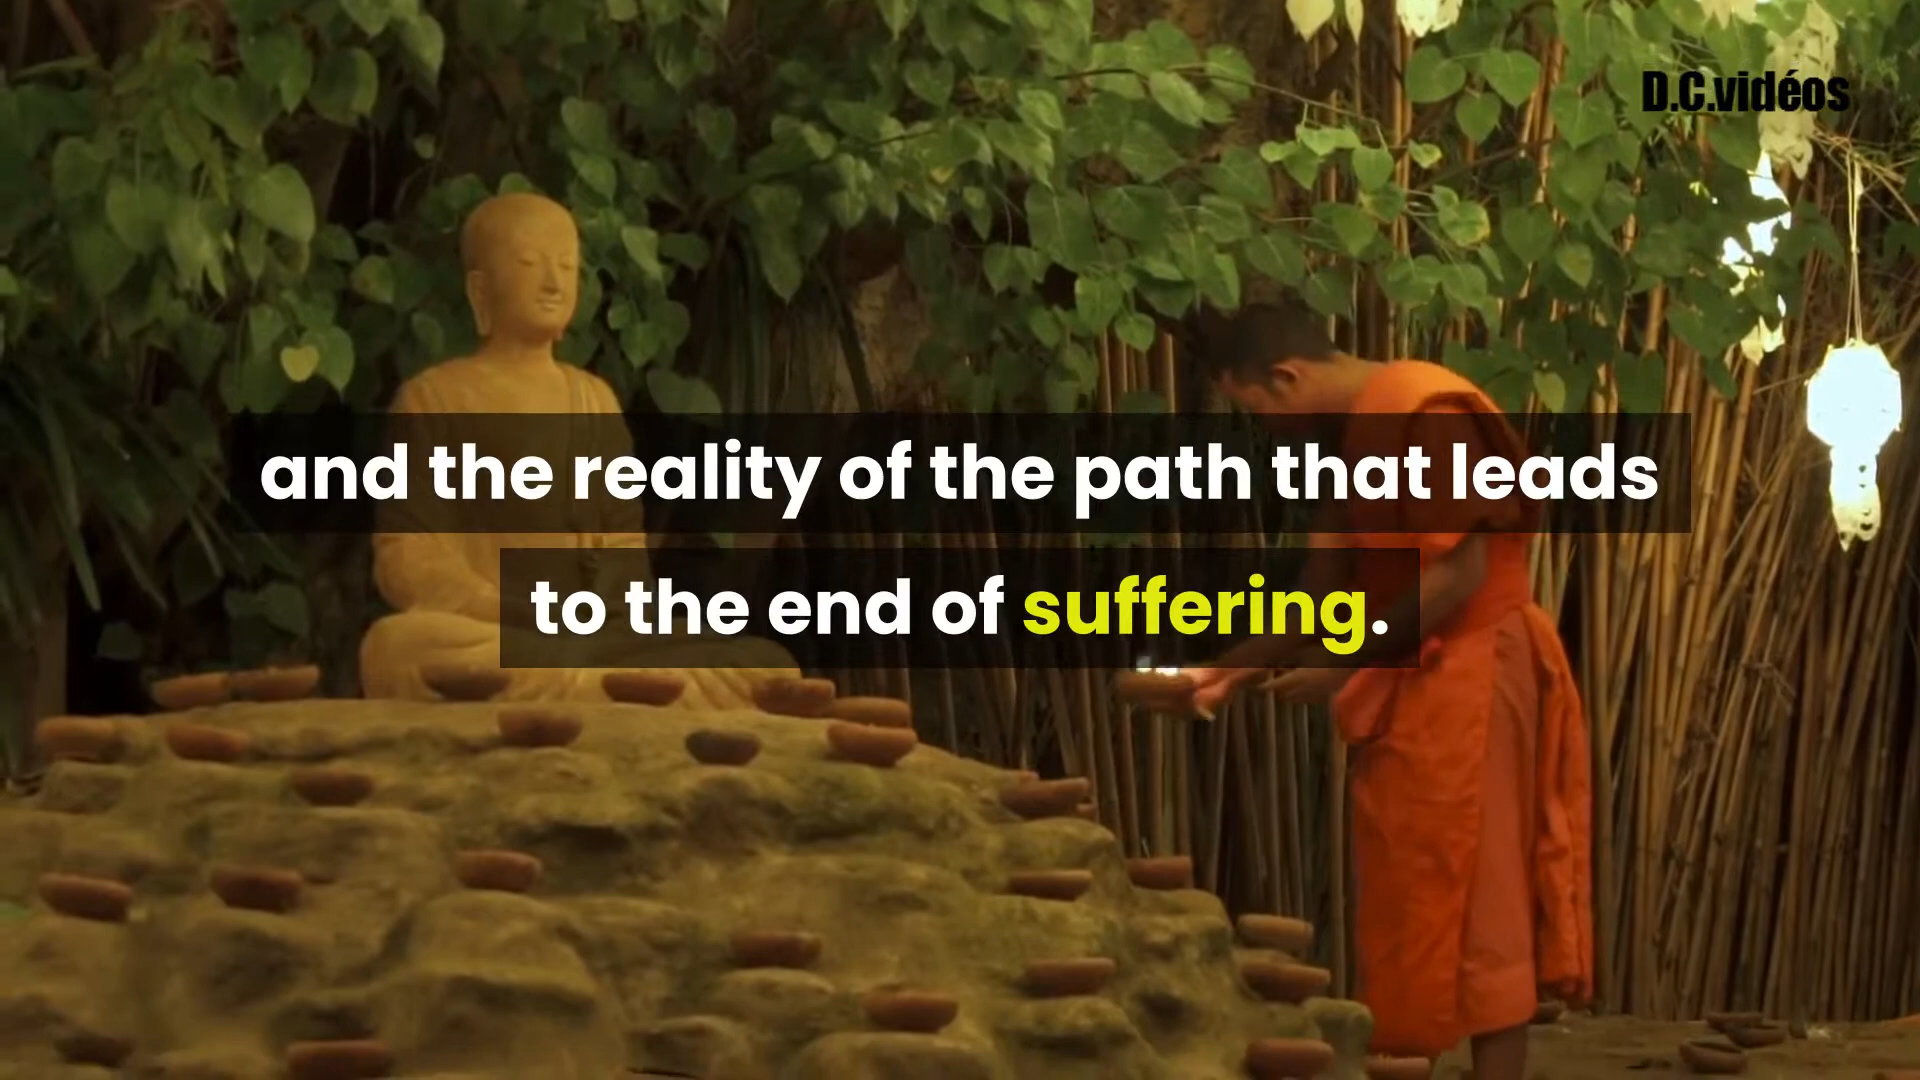 D.C.vidéos
and the reality of the path that leads
to the end of suffering.